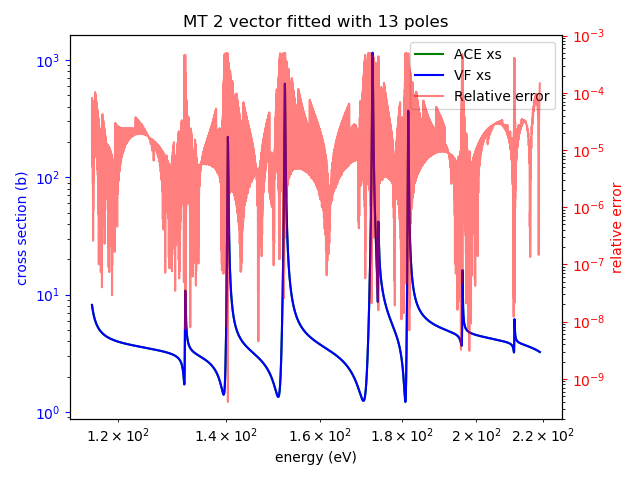 MT 2 vector fitted with 13 poles
ACE xs
VF xs
Relative error
cross section (b)
10³
10²
10¹
10⁰
relative error
10⁻³
10⁻⁴
10⁻⁵
10⁻⁶
10⁻⁷
10⁻⁸
10⁻⁹
1.2 × 10² 1.4 × 10² 1.6 × 10² 1.8 × 10² 2 × 10² 2.2 × 10²
energy (eV)